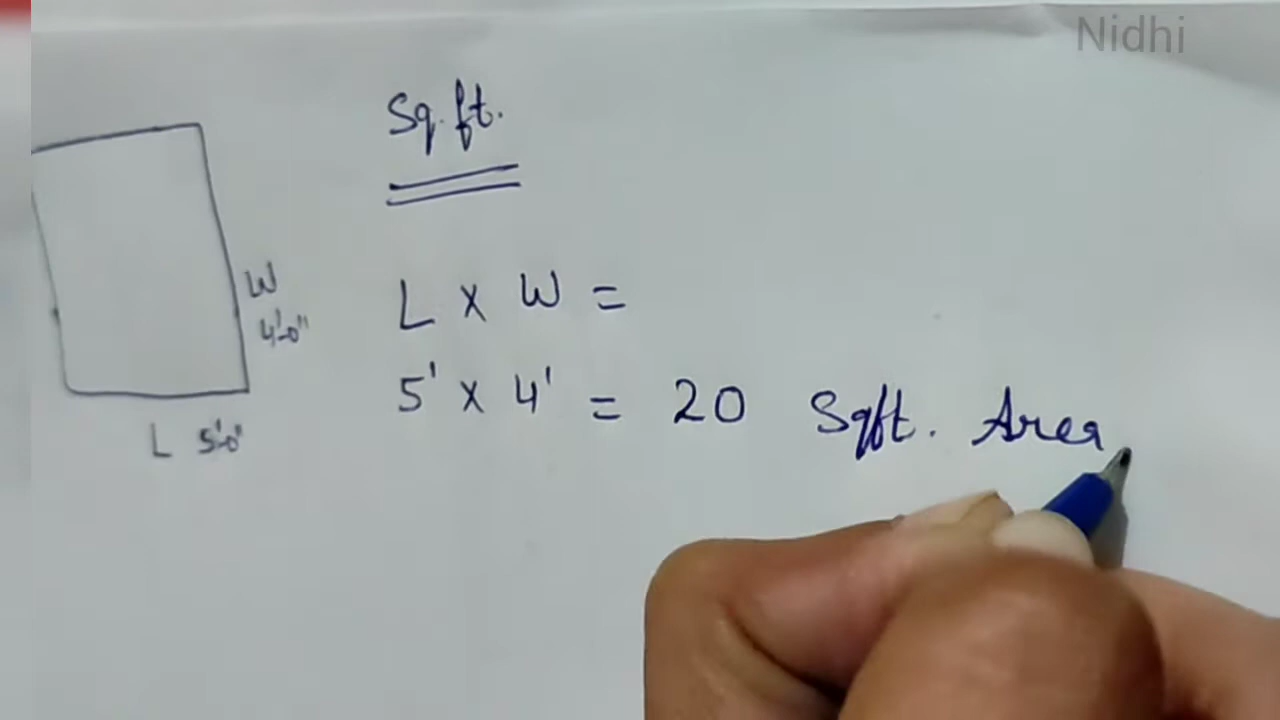 Nidhi
Sq.ft.
L x W =
5' x 4' = 20 Sqft. Area
W
4'-0"
L 5'-0"